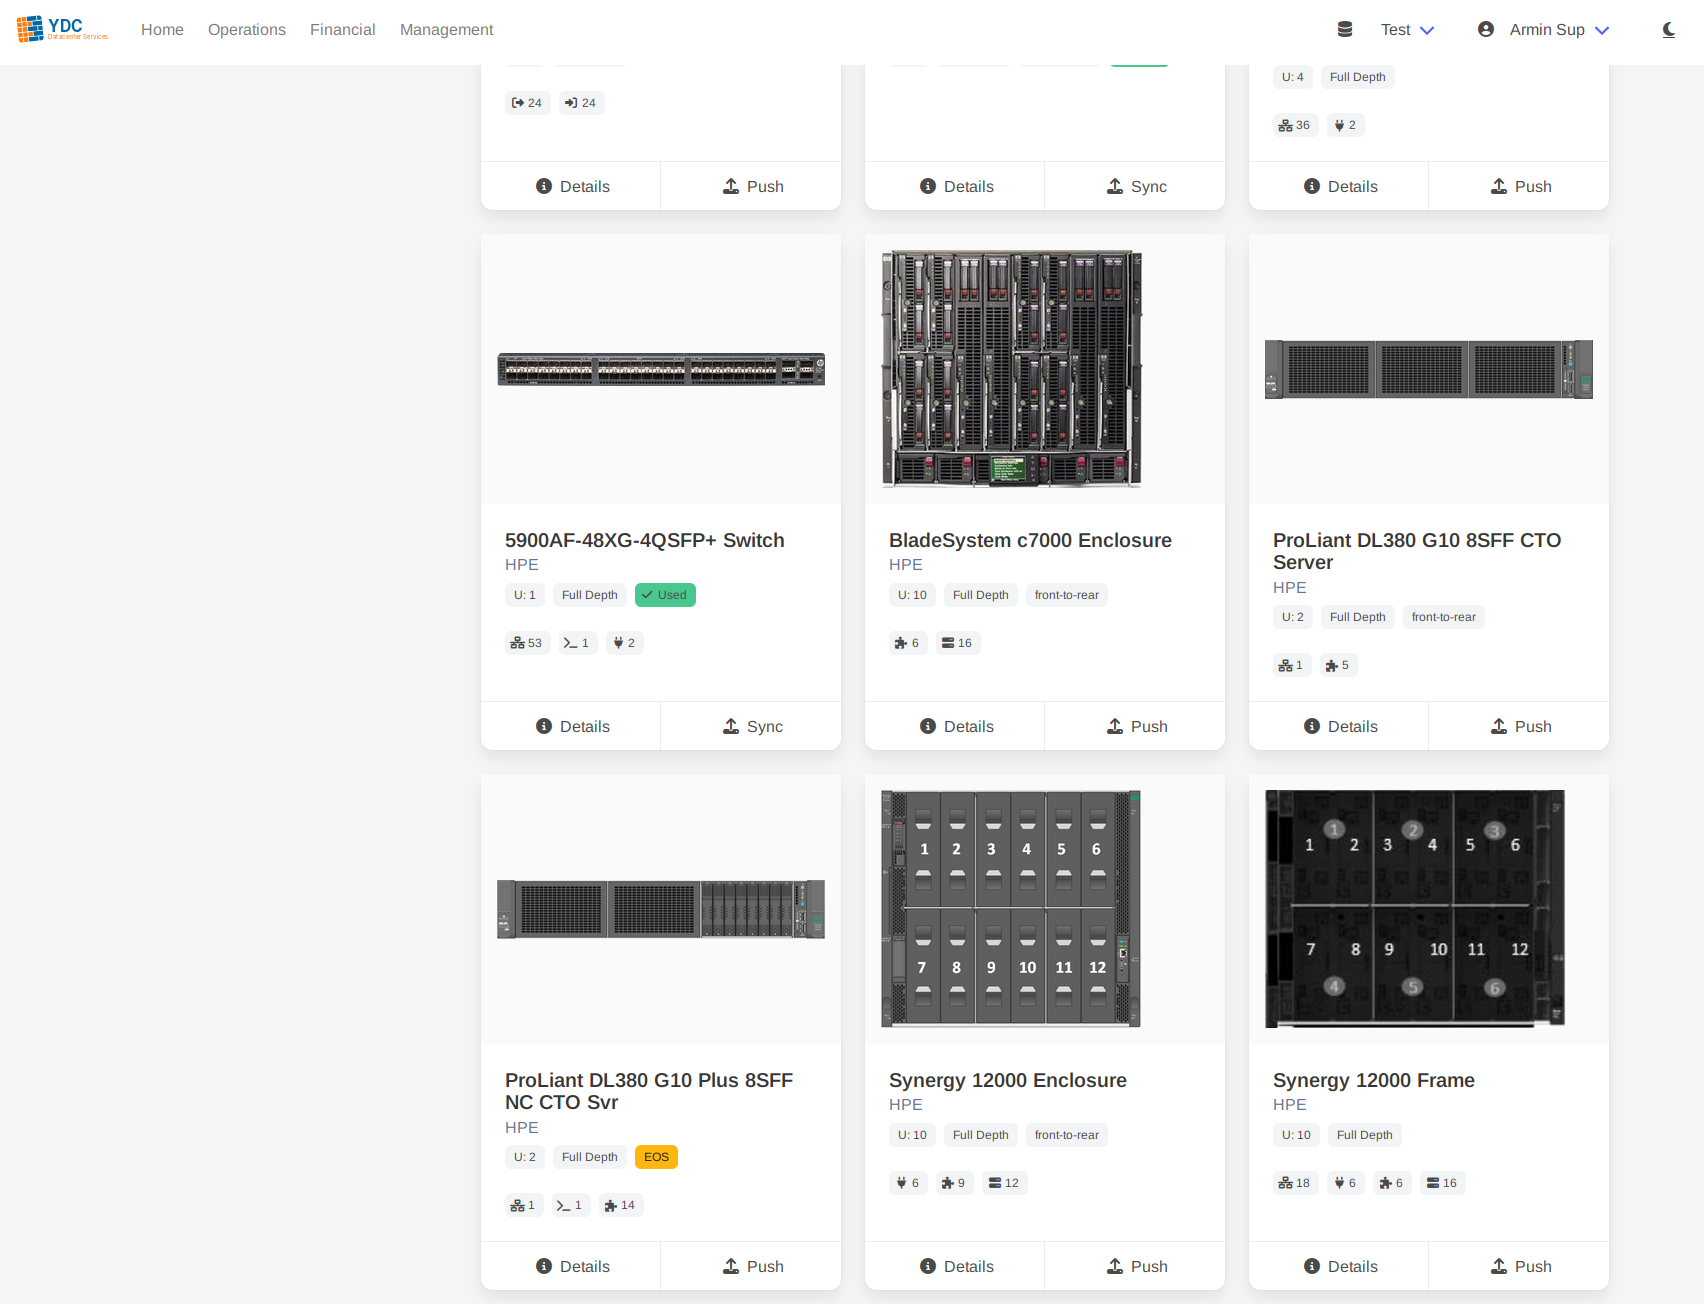 YDC
Datacenter Services
Home
Operations
Financial
Management
Test
Armin Sup
24
24
Details
Push
Details
Sync
U: 4
Full Depth
36
2
Details
Push
5900AF-48XG-4QSFP+ Switch
HPE
U: 1
Full Depth
Used
53
1
2
Details
Sync
BladeSystem c7000 Enclosure
HPE
U: 10
Full Depth
front-to-rear
6
16
Details
Push
ProLiant DL380 G10 8SFF CTO
Server
HPE
U: 2
Full Depth
front-to-rear
1
5
Details
Push
ProLiant DL380 G10 Plus 8SFF
NC CTO Svr
HPE
U: 2
Full Depth
EOS
1
1
14
Details
Push
1 2 3 4 5 6
7 8 9 10 11 12
Synergy 12000 Enclosure
HPE
U: 10
Full Depth
front-to-rear
6
9
12
Details
Push
1 2 3
1 2 3 4 5 6
7 8 9 10 11 12
4 5 6
Synergy 12000 Frame
HPE
U: 10
Full Depth
18
6
6
16
Details
Push